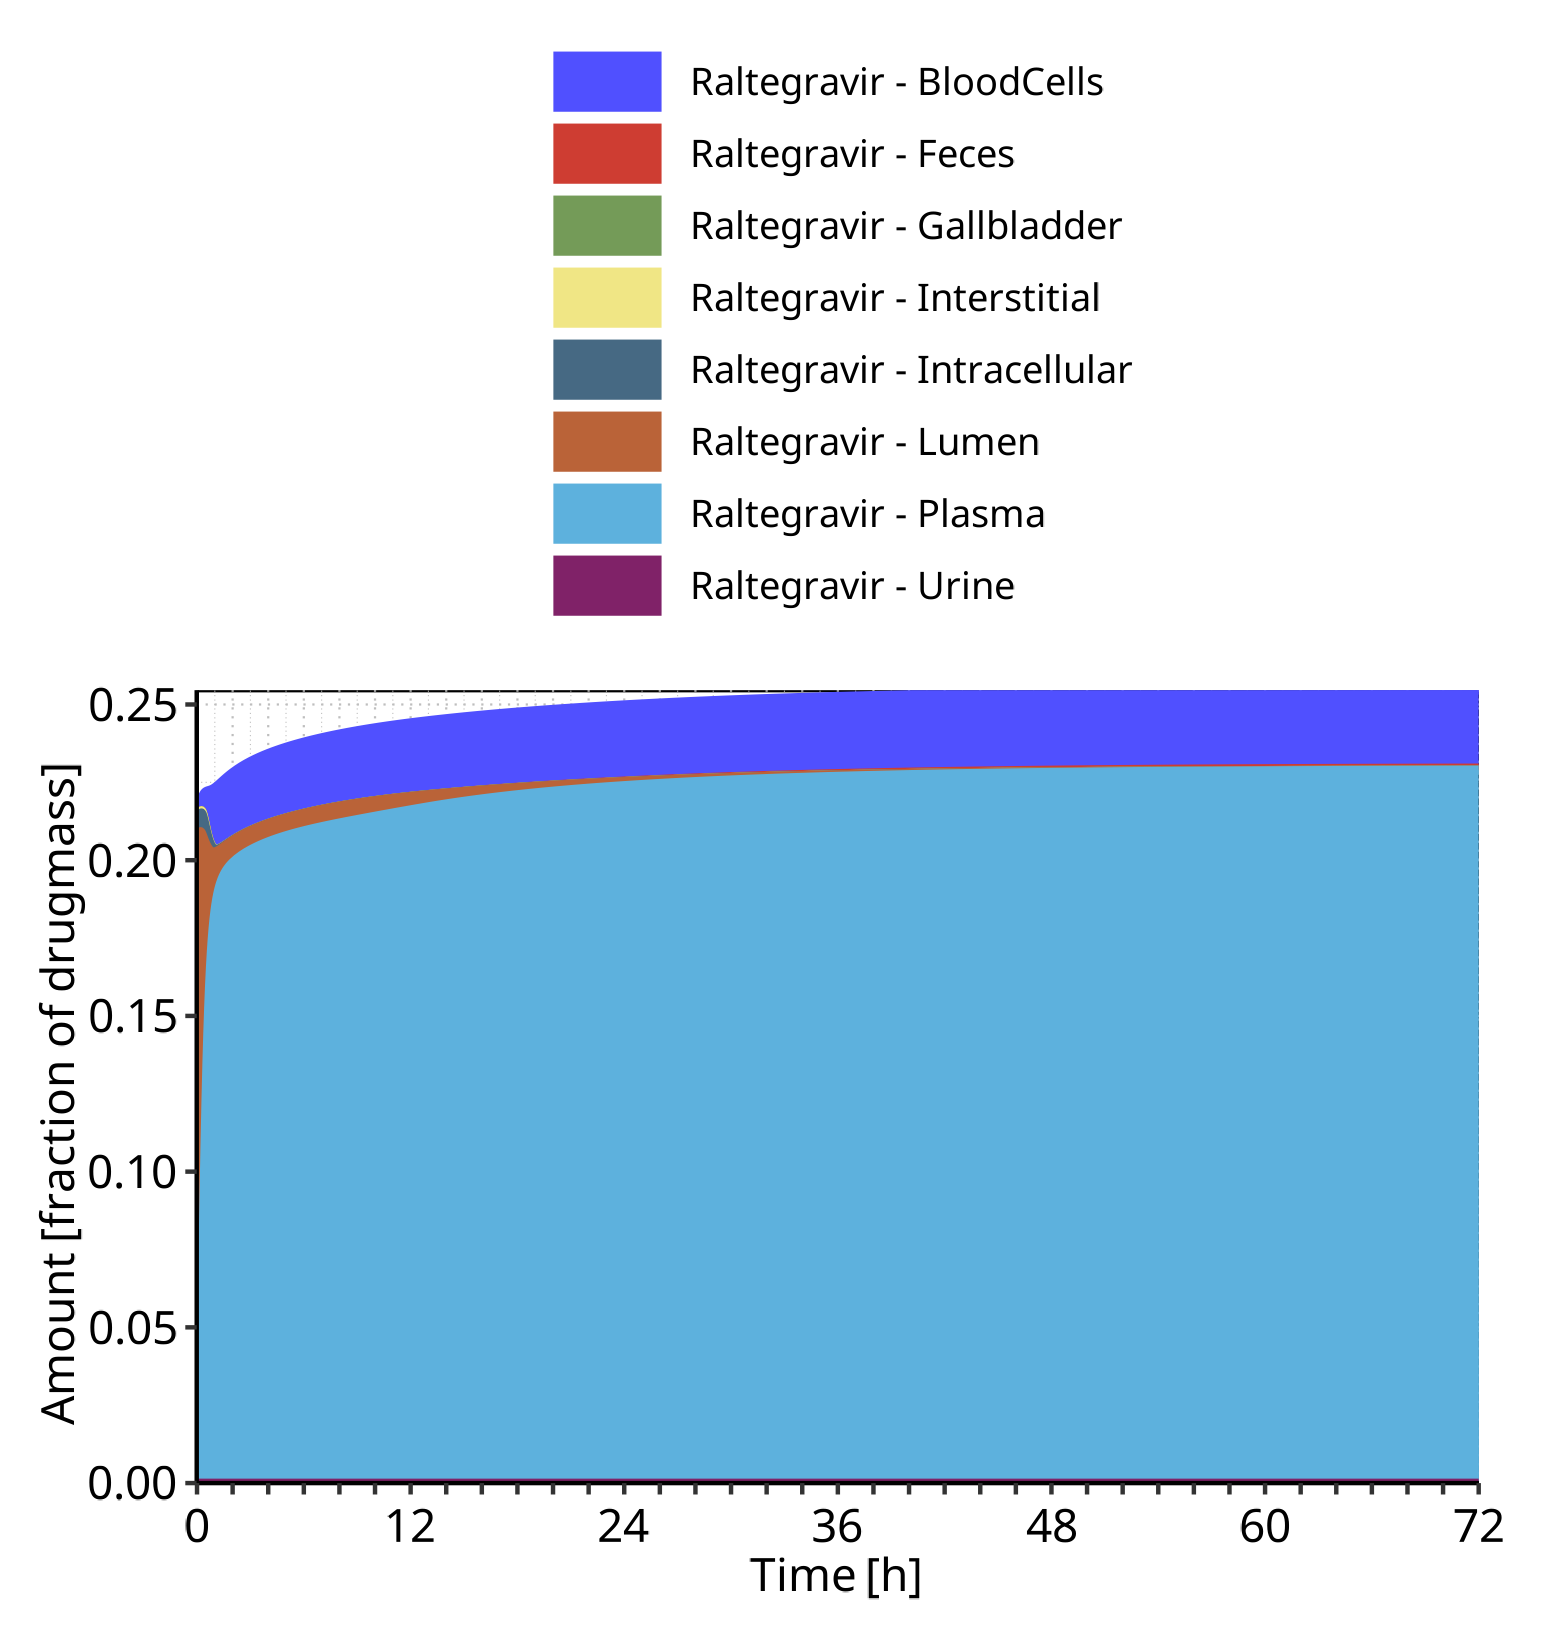 Raltegravir - BloodCells
Raltegravir - Feces
Raltegravir - Gallbladder
Raltegravir - Interstitial
Raltegravir - Intracellular
Raltegravir - Lumen
Raltegravir - Plasma
Raltegravir - Urine
Amount [fraction of drugmass]
0.25
0.20
0.15
0.10
0.05
0.00
0 12 24 36 48 60 72
Time [h]